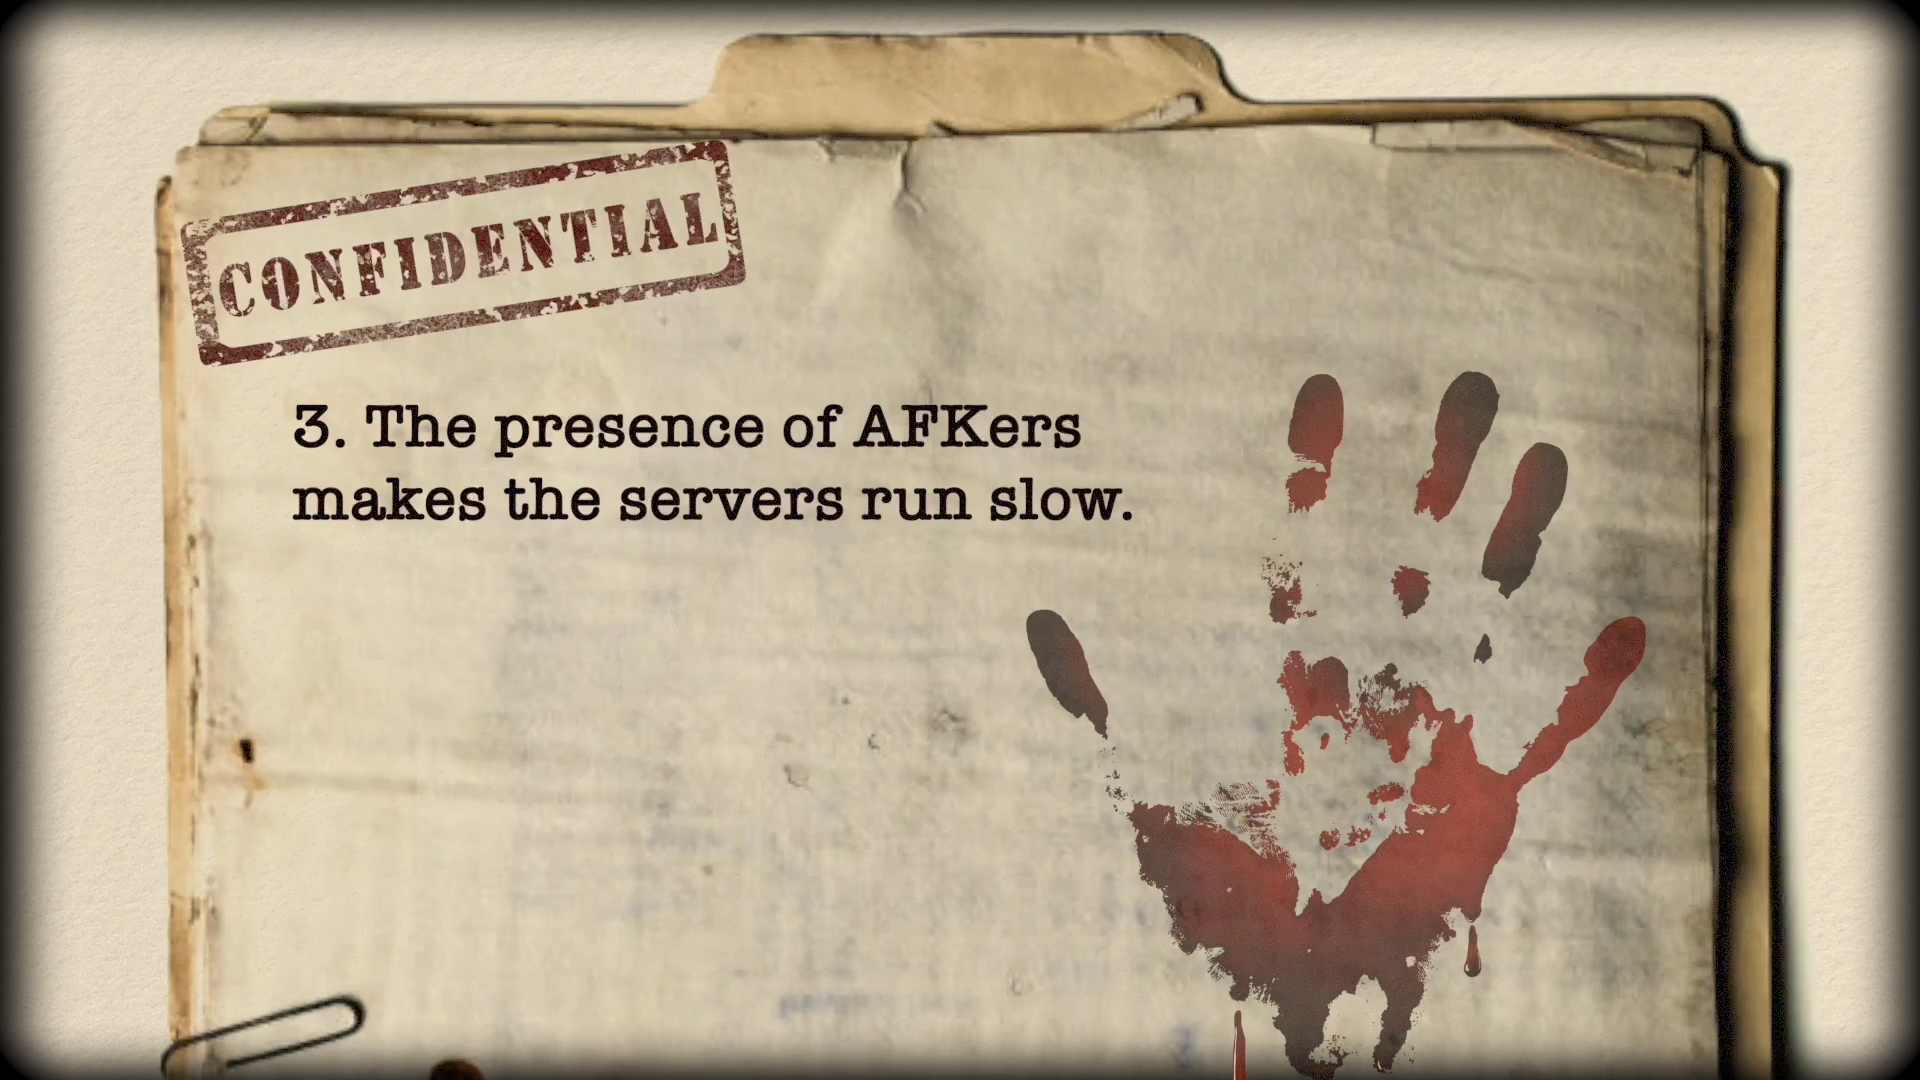 CONFIDENTIAL
3. The presence of AFKers
makes the servers run slow.